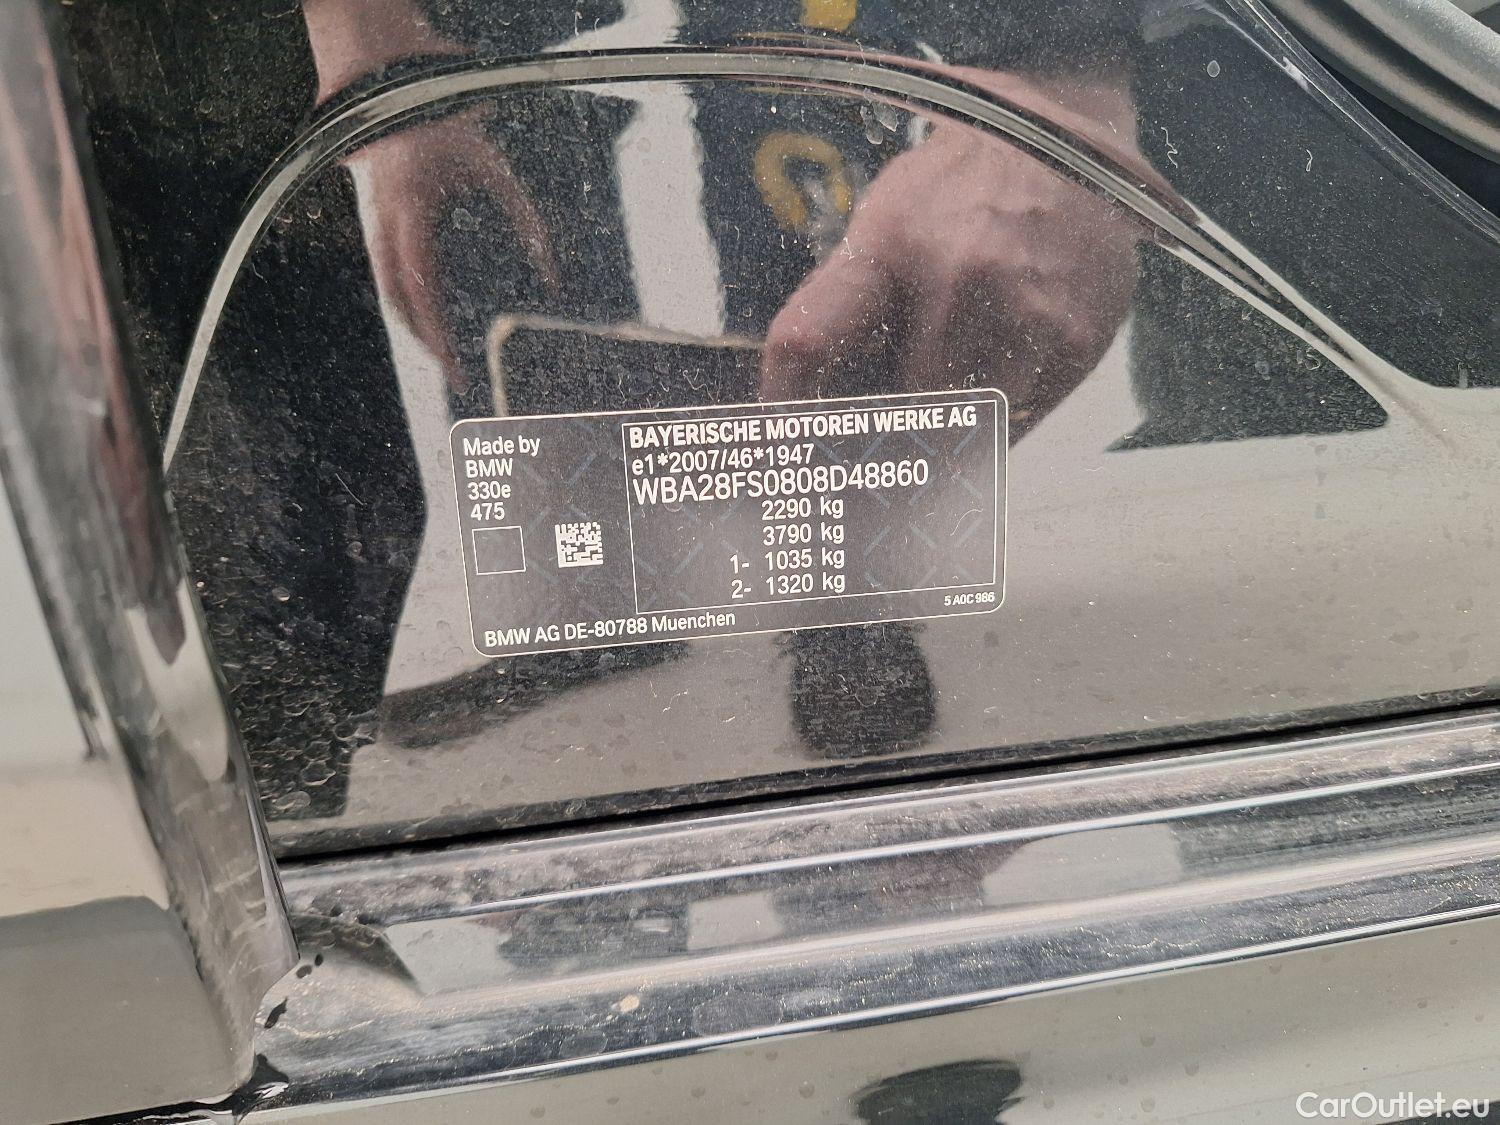 Made by
BMW
330e
475
BAYERISCHE MOTOREN WERKE AG
e1*2007/46*1947
WBA28FS0808D48860
2290 kg
3790 kg
1- 1035 kg
2- 1320 kg
5 A0C 986
BMW AG DE-80788 Muenchen
CarOutlet.eu